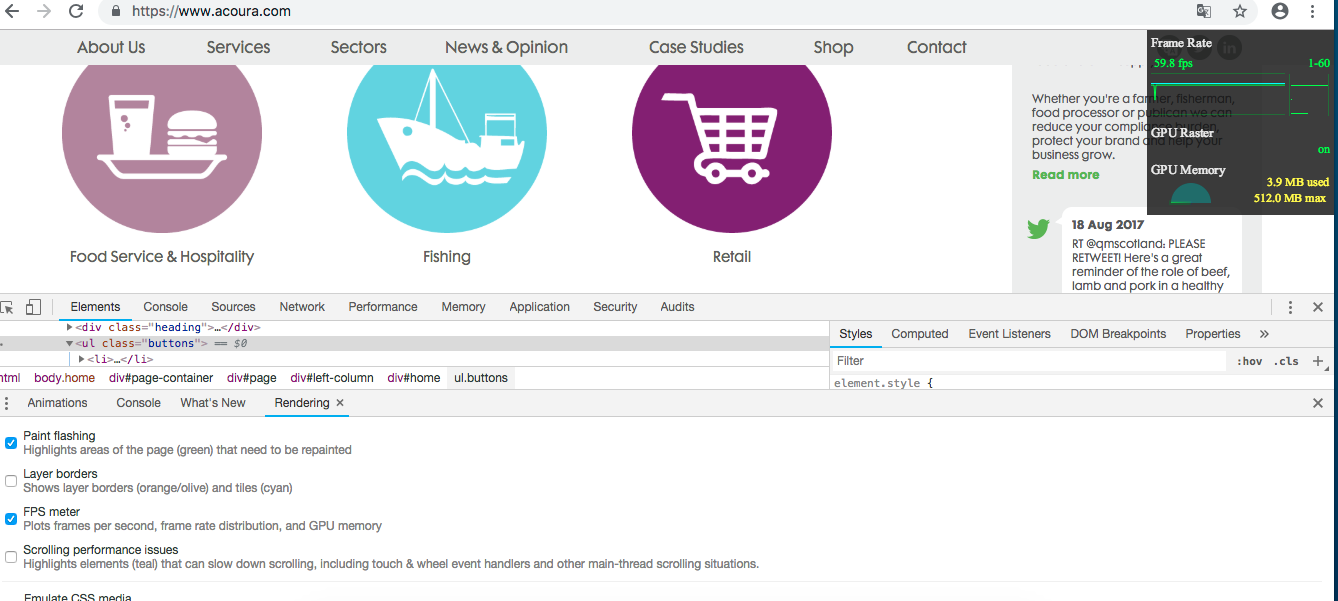 https://www.acoura.com
About Us Services Sectors News & Opinion Case Studies Shop Contact
in
Frame Rate
59.8 fps 1-60
GPU Raster
on
GPU Memory
3.9 MB used
512.0 MB max
Whether you're a farmer, fisherman,
food processor or publican we can
reduce your compliance burden,
protect your brand and help your
business grow.
Read more
18 Aug 2017
RT @qmscotland: PLEASE
RETWEET! Here's a great
reminder of the role of beef,
lamb and pork in a healthy
Food Service & Hospitality Fishing Retail
Elements Console Sources Network Performance Memory Application Security Audits
<div class="heading">…</div>
<ul class="buttons"> == $0
<li>…</li>
html body.home div#page-container div#page div#left-column div#home ul.buttons
Styles Computed Event Listeners DOM Breakpoints Properties »
Filter :hov .cls +
element.style {
Animations Console What's New Rendering ×
Paint flashing
Highlights areas of the page (green) that need to be repainted
Layer borders
Shows layer borders (orange/olive) and tiles (cyan)
FPS meter
Plots frames per second, frame rate distribution, and GPU memory
Scrolling performance issues
Highlights elements (teal) that can slow down scrolling, including touch & wheel event handlers and other main-thread scrolling situations.
Emulate CSS media